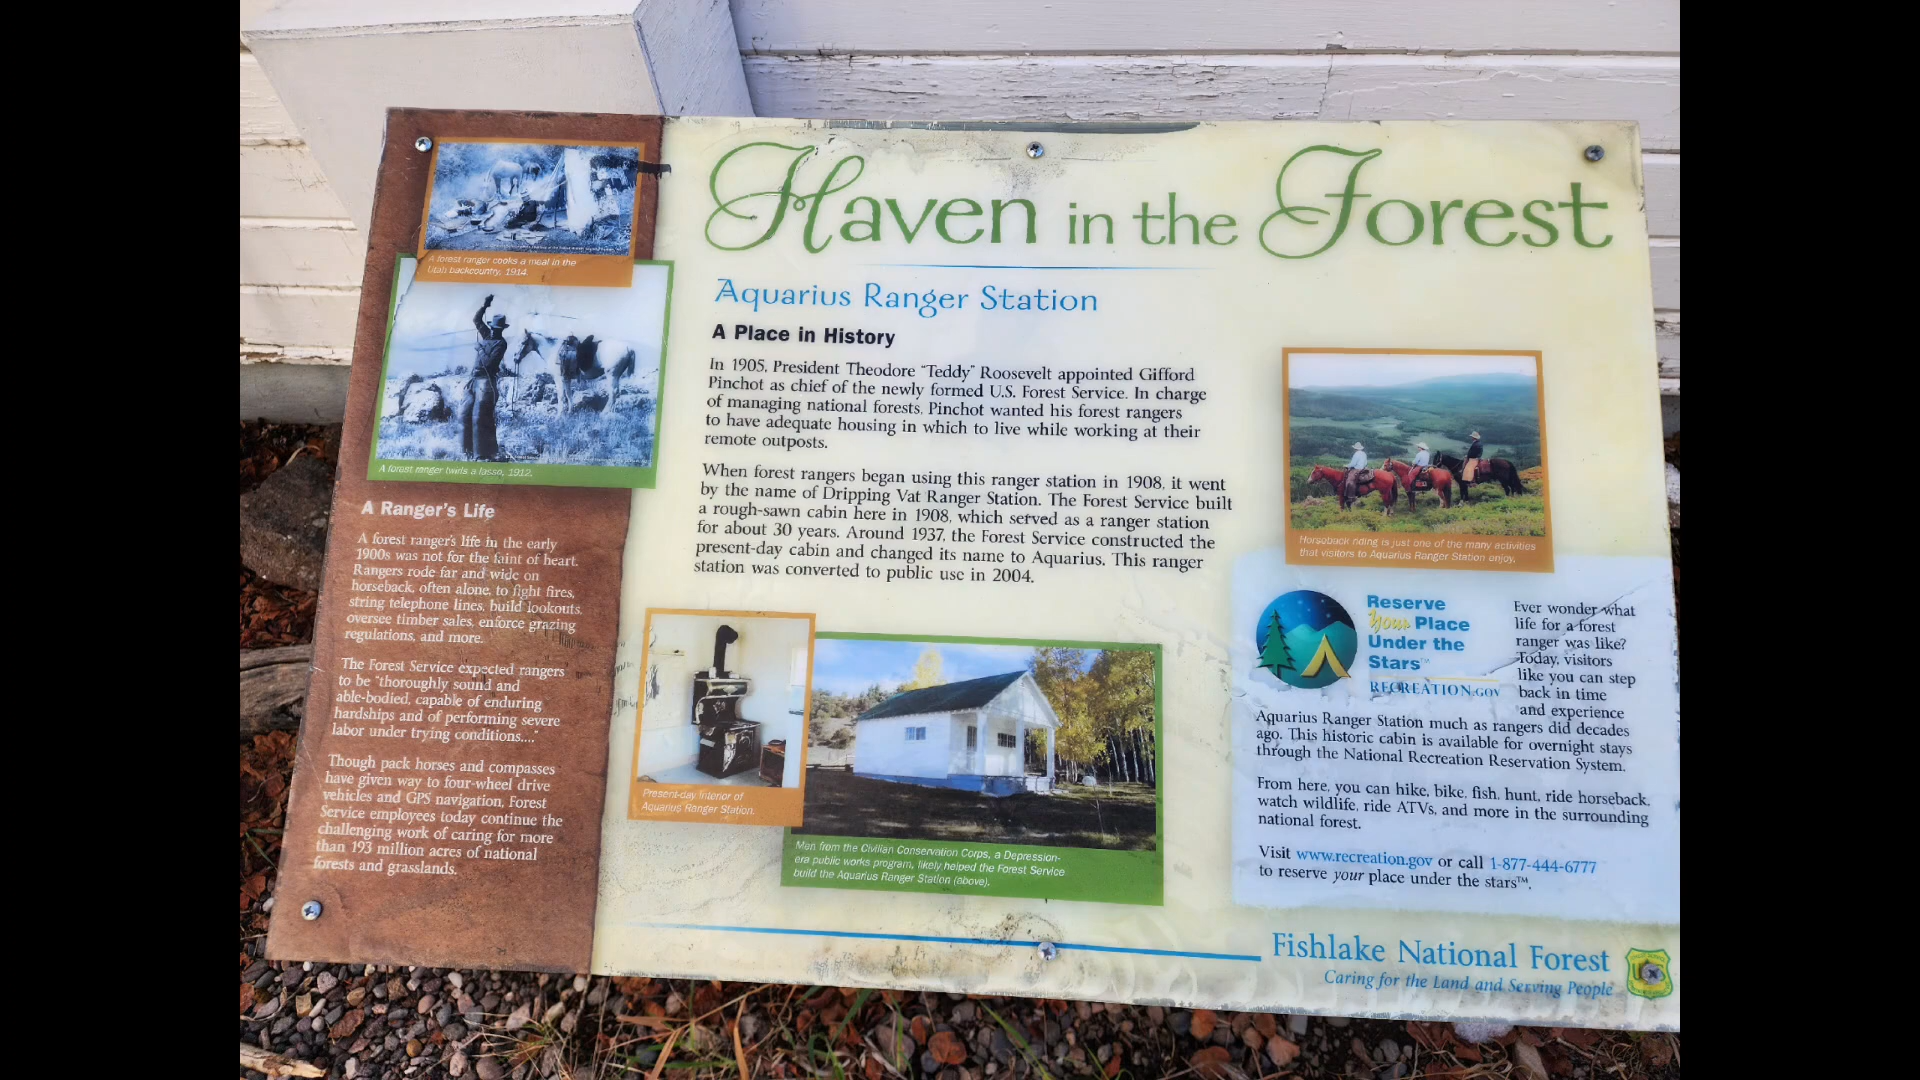 Haven in the Forest
Aquarius Ranger Station
A Place in History
In 1905, President Theodore "Teddy" Roosevelt appointed Gifford
Pinchot as chief of the newly formed U.S. Forest Service. In charge
of managing national forests, Pinchot wanted his forest rangers
to have adequate housing in which to live while working at their
remote outposts.
When forest rangers began using this ranger station in 1908, it went
by the name of Dripping Vat Ranger Station. The Forest Service built
a rough-sawn cabin here in 1908, which served as a ranger station
for about 30 years. Around 1937, the Forest Service constructed the
present-day cabin and changed its name to Aquarius. This ranger
station was converted to public use in 2004.
A forest ranger cooks a meal in the
Utah backcountry, 1914.
A forest ranger twirls a lasso, 1912.
A Ranger's Life
A forest ranger's life in the early
1900s was not for the faint of heart.
Rangers rode far and wide on
horseback, often alone, to fight fires,
string telephone lines, build lookouts,
oversee timber sales, enforce grazing
regulations, and more.
The Forest Service expected rangers
to be "thoroughly sound and
able-bodied, capable of enduring
hardships and of performing severe
labor under trying conditions...."
Though pack horses and compasses
have given way to four-wheel drive
vehicles and GPS navigation, Forest
Service employees today continue the
challenging work of caring for more
than 193 million acres of national
forests and grasslands.
Present-day interior of
Aquarius Ranger Station.
Men from the Civilian Conservation Corps, a Depression-
era public works program, likely helped the Forest Service
build the Aquarius Ranger Station (above).
Horseback riding is just one of the many activities
that visitors to Aquarius Ranger Station enjoy.
Reserve
Your Place
Under the
Stars™
RECREATION.GOV
Ever wonder what
life for a forest
ranger was like?
Today, visitors
like you can step
back in time
and experience
Aquarius Ranger Station much as rangers did decades
ago. This historic cabin is available for overnight stays
through the National Recreation Reservation System.
From here, you can hike, bike, fish, hunt, ride horseback,
watch wildlife, ride ATVs, and more in the surrounding
national forest.
Visit www.recreation.gov or call 1-877-444-6777
to reserve your place under the stars™.
Fishlake National Forest
Caring for the Land and Serving People